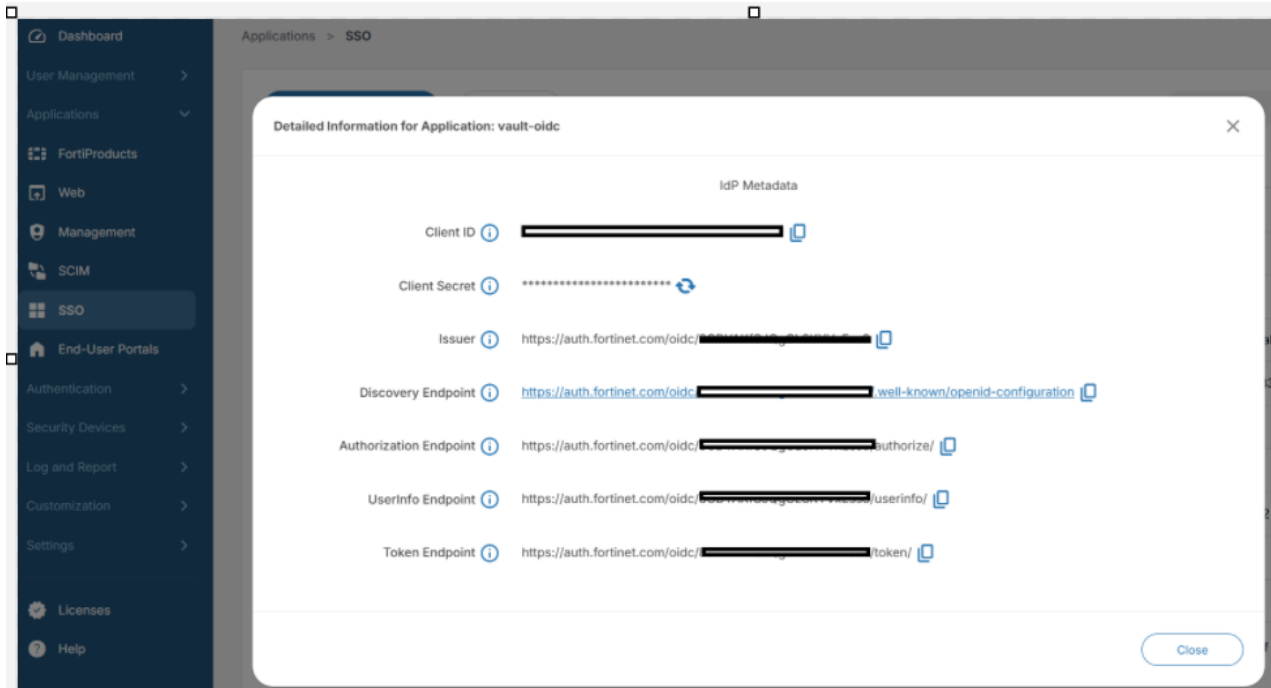 Dashboard
Applications > SSO
User Management
Applications
FortiProducts
Web
Management
SCIM
SSO
End-User Portals
Authentication
Security Devices
Log and Report
Customization
Settings
Licenses
Help
Detailed Information for Application: vault-oidc
IdP Metadata
Client ID
Client Secret ************************
Issuer https://auth.fortinet.com/oidc/
Discovery Endpoint https://auth.fortinet.com/oidc/ .well-known/openid-configuration
Authorization Endpoint https://auth.fortinet.com/oidc/ authorize/
UserInfo Endpoint https://auth.fortinet.com/oidc/ /userinfo/
Token Endpoint https://auth.fortinet.com/oidc/ /token/
Close